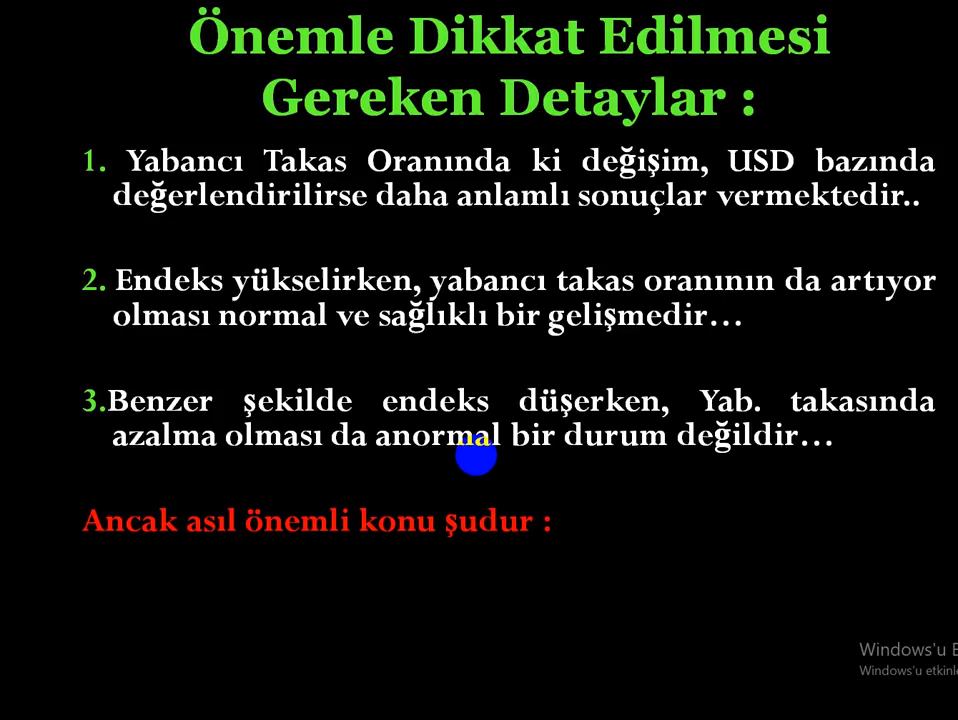 Önemle Dikkat Edilmesi
Gereken Detaylar :
1. Yabancı Takas Oranında ki değişim, USD bazında
değerlendirilirse daha anlamlı sonuçlar vermektedir..
2. Endeks yükselirken, yabancı takas oranının da artıyor
olması normal ve sağlıklı bir gelişmedir…
3.Benzer şekilde endeks düşerken, Yab. takasında
azalma olması da anormal bir durum değildir…
Ancak asıl önemli konu şudur :
Windows'u E
Windows'u etkinle